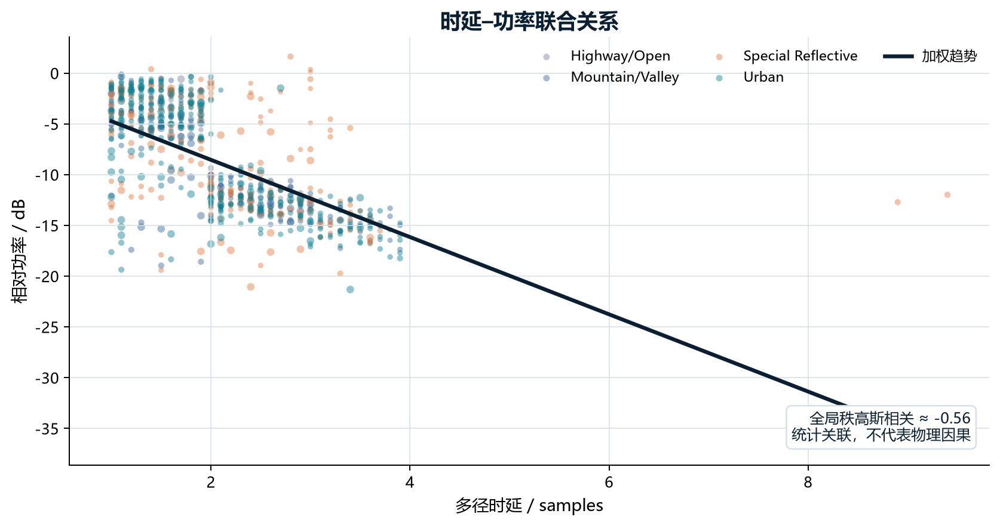 时延–功率联合关系
Highway/Open
Mountain/Valley
Special Reflective
Urban
加权趋势
相对功率 / dB
0
-5
-10
-15
-20
-25
-30
-35
全局秩高斯相关 ≈ -0.56
统计关联，不代表物理因果
2
4
6
8
多径时延 / samples